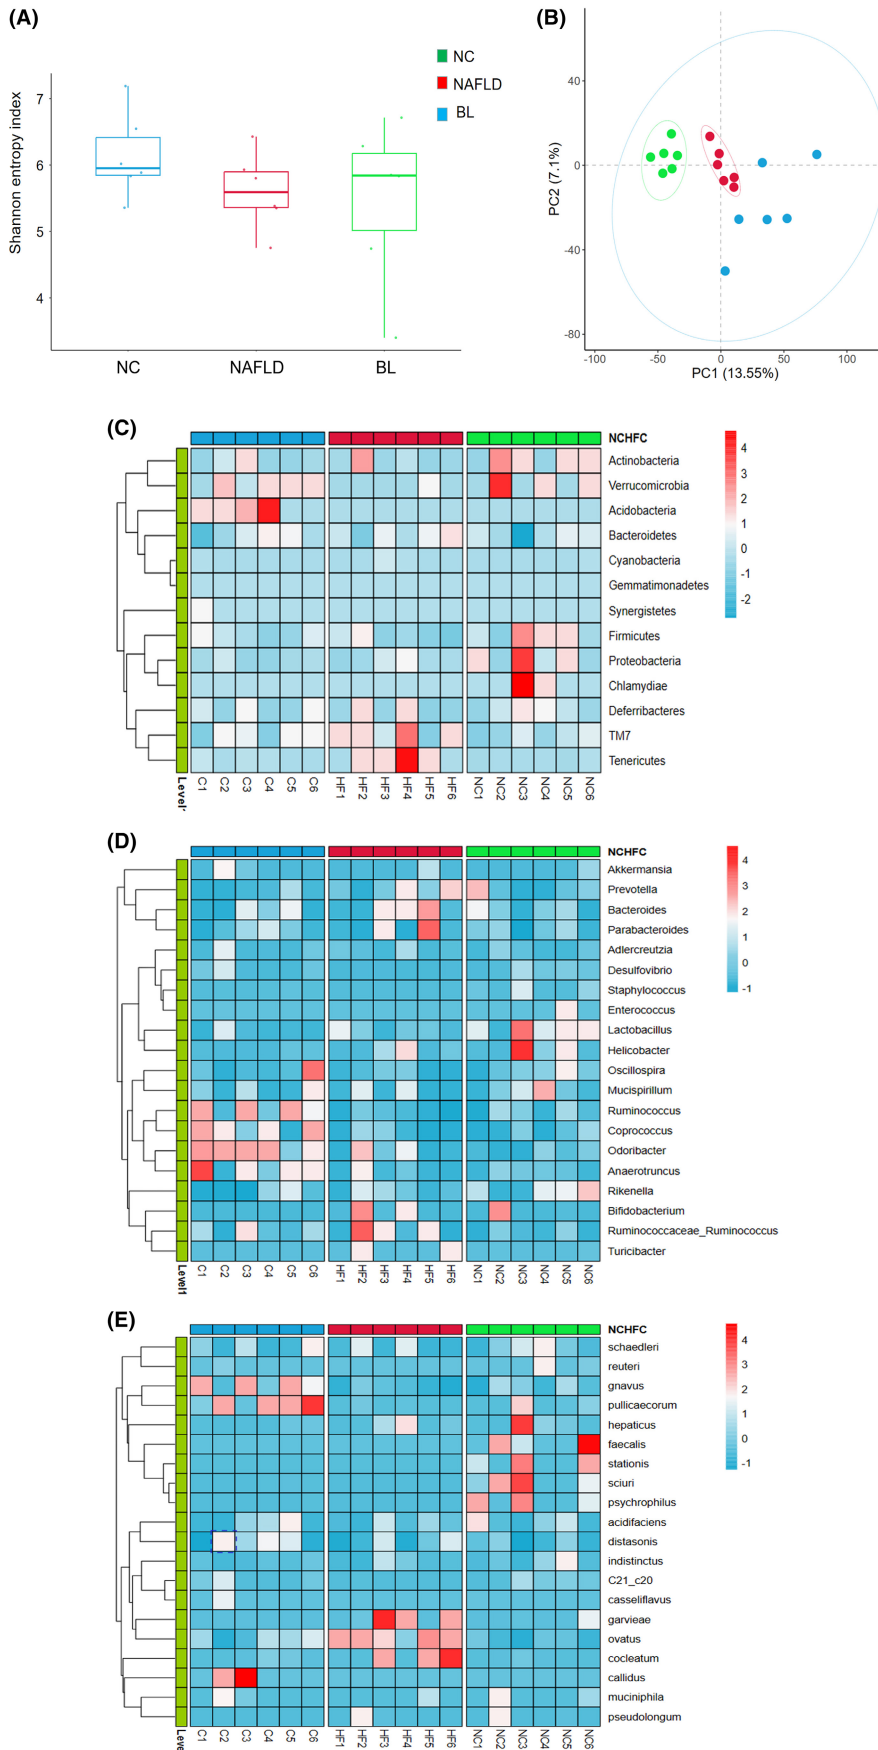 (A)
NC
NAFLD
BL
Shannon entropy index
7
6
5
4
NC NAFLD BL
(B)
PC2 (7.1%)
40
0
-40
-80
-100 -50 0 50 100
PC1 (13.55%)
(C)
NCHFC
Actinobacteria
Verrucomicrobia
Acidobacteria
Bacteroidetes
Cyanobacteria
Gemmatimonadetes
Synergistetes
Firmicutes
Proteobacteria
Chlamydiae
Deferribacteres
TM7
Tenericutes
4
3
2
1
0
-1
-2
C1 C2 C3 C4 C5 C6 HF1 HF2 HF3 HF4 HF5 HF6 NC1 NC2 NC3 NC4 NC5 NC6
(D)
NCHFC
Akkermansia
Prevotella
Bacteroides
Parabacteroides
Adlercreutzia
Desulfovibrio
Staphylococcus
Enterococcus
Lactobacillus
Helicobacter
Oscillospira
Mucispirillum
Ruminococcus
Coprococcus
Odoribacter
Anaerotruncus
Rikenella
Bifidobacterium
Ruminococcaceae_Ruminococcus
Turicibacter
4
3
2
1
0
-1
Level1 C1 C2 C3 C4 C5 C6 HF1 HF2 HF3 HF4 HF5 HF6 NC1 NC2 NC3 NC4 NC5 NC6
(E)
NCHFC
schaedleri
reuteri
gnavus
pullicaecorum
hepaticus
faecalis
stationis
sciuri
psychrophilus
acidifaciens
distasonis
indistinctus
C21_c20
casseliflavus
garvieae
ovatus
cocleatum
callidus
muciniphila
pseudolongum
4
3
2
1
0
-1
C1 C2 C3 C4 C5 C6 HF1 HF2 HF3 HF4 HF5 HF6 NC1 NC2 NC3 NC4 NC5 NC6